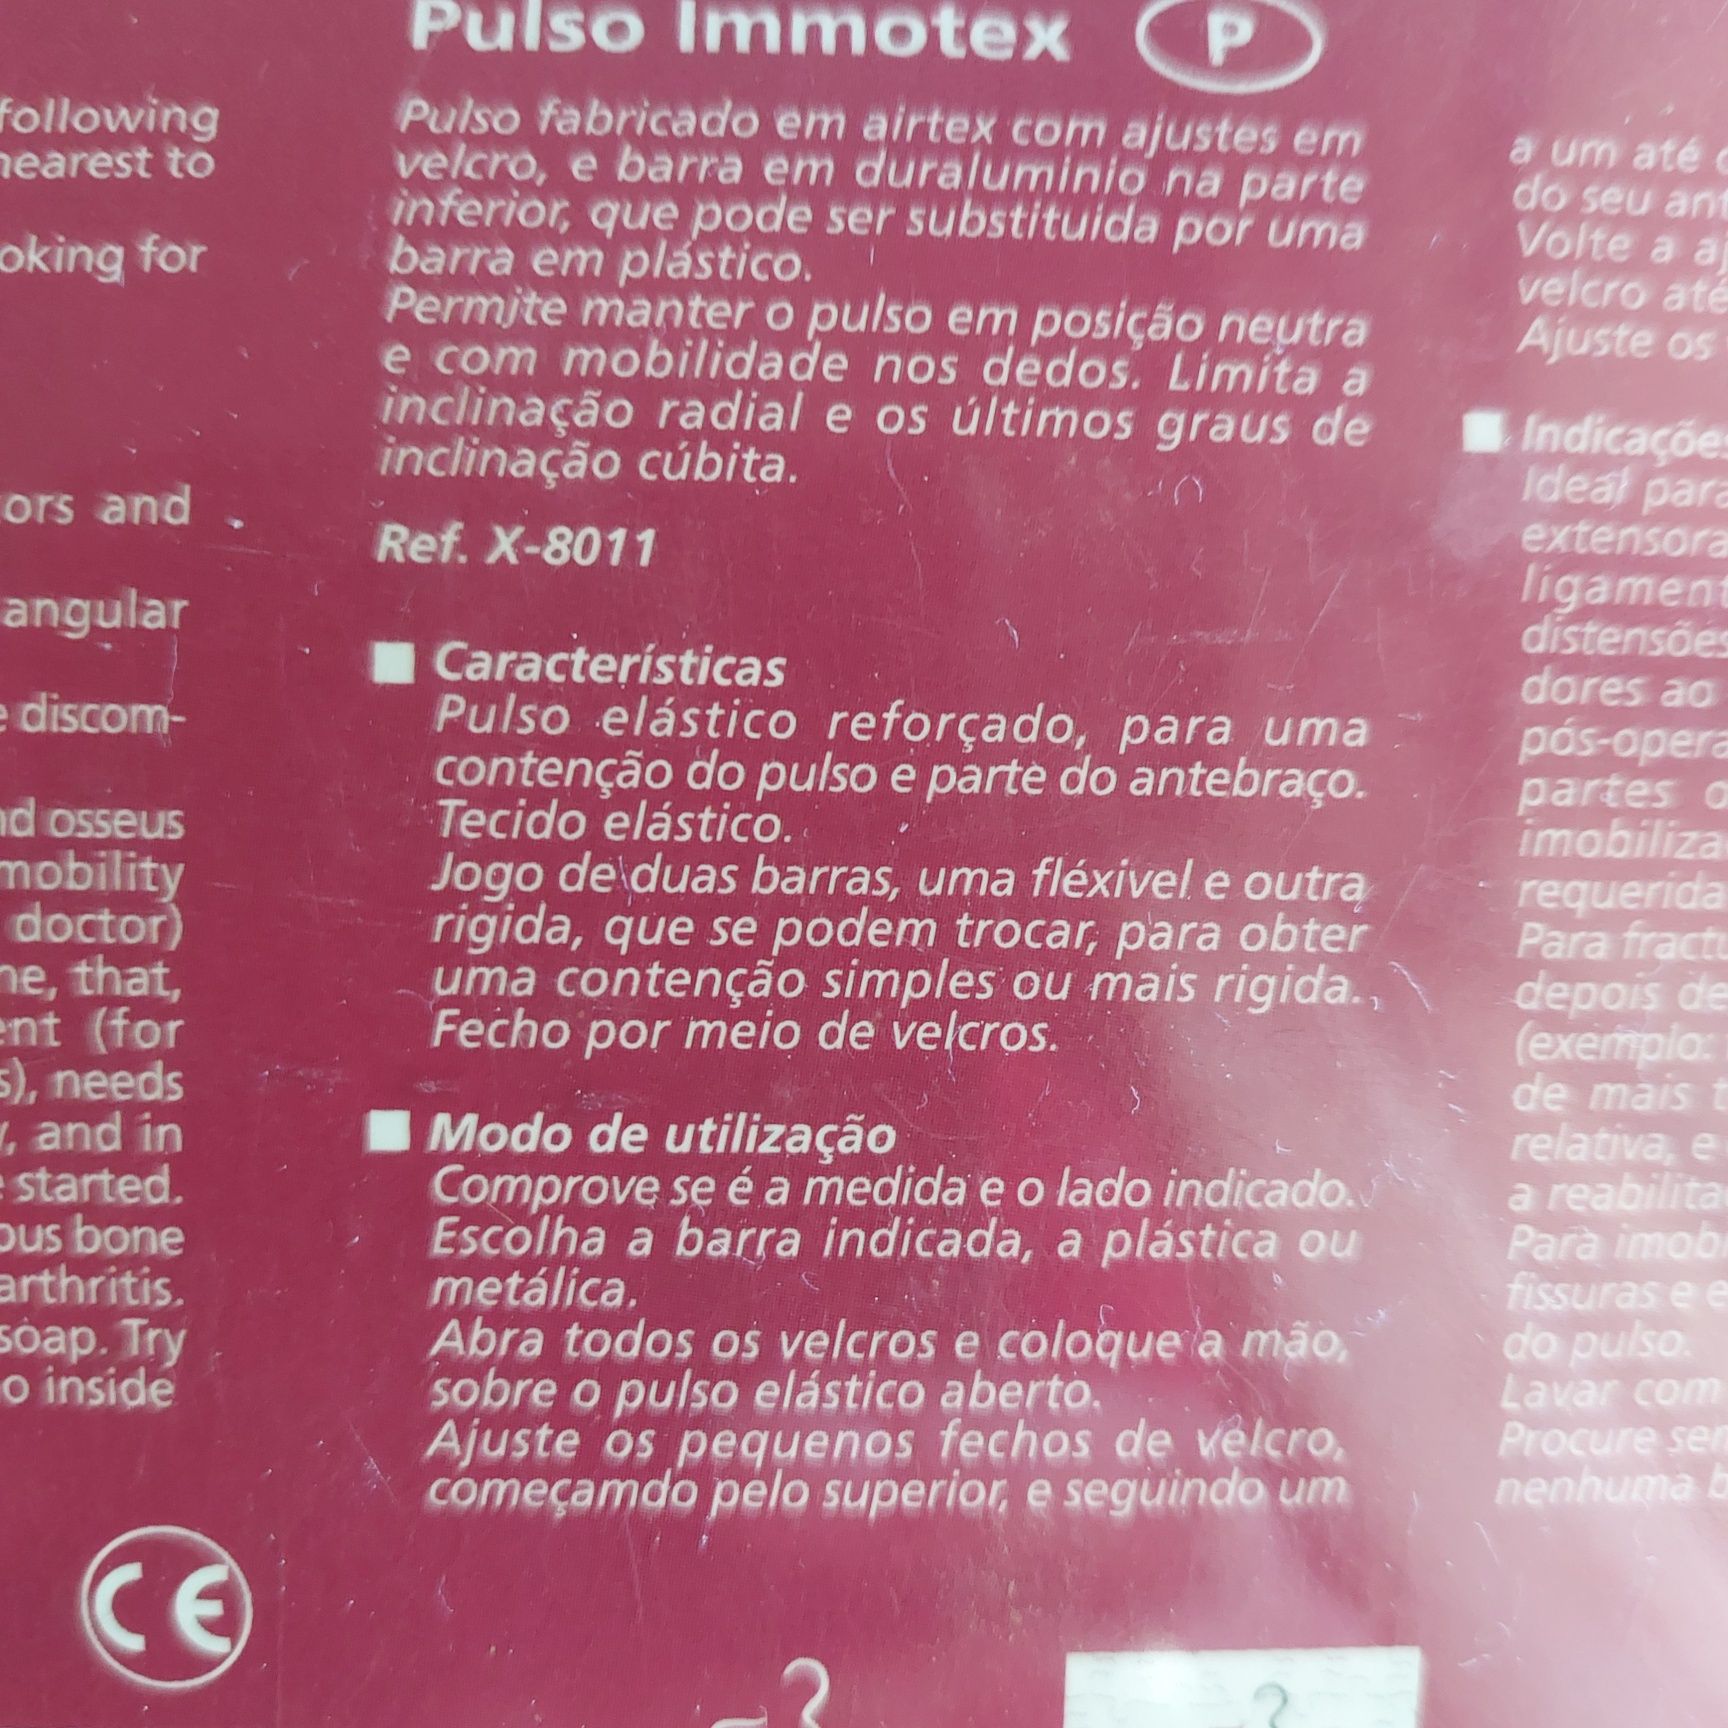 following
nearest to
oking for
ors and
angular
e discom-
nd osseus
mobility
doctor)
ne, that,
ent (for
s), needs
, and in
e started.
ous bone
arthritis.
soap. Try
o inside
CE
Pulso Immotex P
Pulso fabricado em airtex com ajustes em
velcro, e barra em duralumínio na parte
inferior, que pode ser substituida por uma
barra em plástico.
Permite manter o pulso em posição neutra
e com mobilidade nos dedos. Limita a
inclinação radial e os últimos graus de
inclinação cúbita.
Ref. X-8011
Características
Pulso elástico reforçado, para uma
contenção do pulso e parte do antebraço.
Tecido elástico.
Jogo de duas barras, uma fléxivel e outra
rigida, que se podem trocar, para obter
uma contenção simples ou mais rigida.
Fecho por meio de velcros.
Modo de utilização
Comprove se é a medida e o lado indicado.
Escolha a barra indicada, a plástica ou
metálica.
Abra todos os velcros e coloque a mão,
sobre o pulso elástico aberto.
Ajuste os pequenos fechos de velcro,
começamdo pelo superior, e seguindo um
a um até
do seu ant
Volte a aj
velcro até
Ajuste os
Indicações
Ideal para
extensora
ligament
distensões
dores ao
pós-opera
partes
imobiliza
requerida
Para fractu
depois de
(exemplo:
de mais t
relativa, e
a reabilita
Para imobi
fissuras e e
do pulso.
Lavar com
Procure ser
nenhuma b